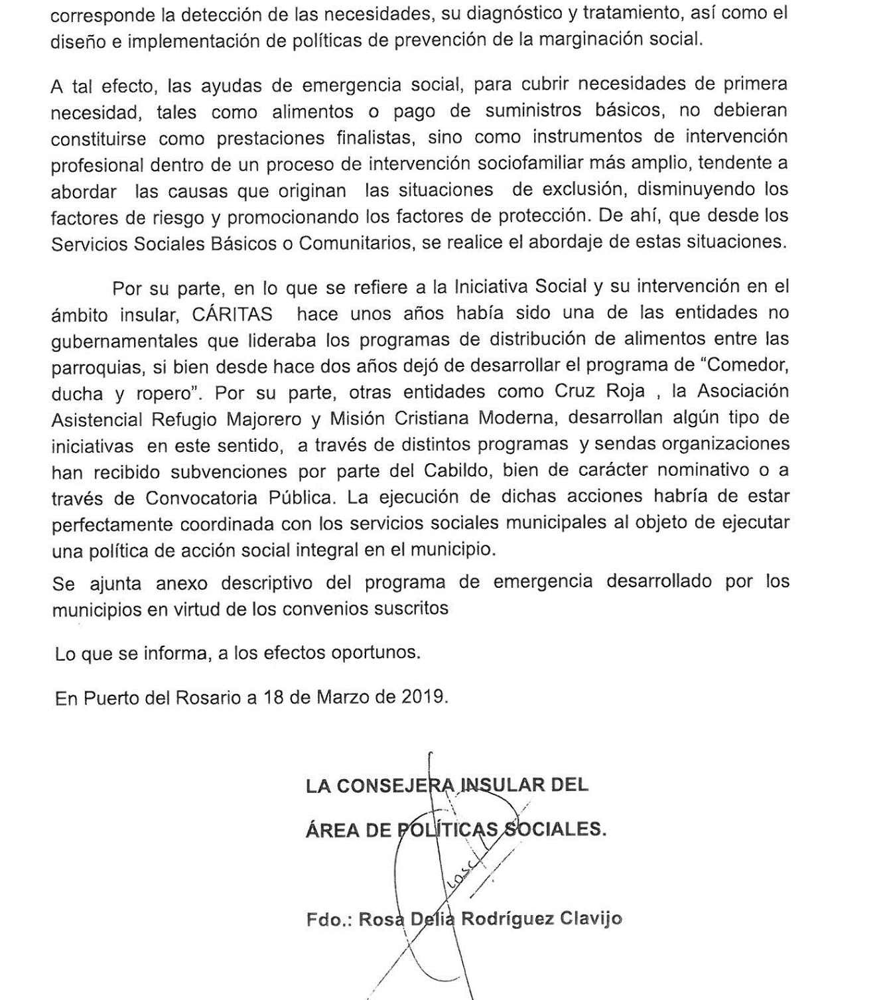 corresponde la detección de las necesidades, su diagnóstico y tratamiento, así como el
diseño e implementación de políticas de prevención de la marginación social.
A tal efecto, las ayudas de emergencia social, para cubrir necesidades de primera
necesidad, tales como alimentos o pago de suministros básicos, no debieran
constituirse como prestaciones finalistas, sino como instrumentos de intervención
profesional dentro de un proceso de intervención sociofamiliar más amplio, tendente a
abordar las causas que originan las situaciones de exclusión, disminuyendo los
factores de riesgo y promocionando los factores de protección. De ahí, que desde los
Servicios Sociales Básicos o Comunitarios, se realice el abordaje de estas situaciones.
Por su parte, en lo que se refiere a la Iniciativa Social y su intervención en el
ámbito insular, CÁRITAS hace unos años había sido una de las entidades no
gubernamentales que lideraba los programas de distribución de alimentos entre las
parroquias, si bien desde hace dos años dejó de desarrollar el programa de “Comedor,
ducha y ropero”. Por su parte, otras entidades como Cruz Roja , la Asociación
Asistencial Refugio Majorero y Misión Cristiana Moderna, desarrollan algún tipo de
iniciativas en este sentido, a través de distintos programas y sendas organizaciones
han recibido subvenciones por parte del Cabildo, bien de carácter nominativo o a
través de Convocatoria Pública. La ejecución de dichas acciones habría de estar
perfectamente coordinada con los servicios sociales municipales al objeto de ejecutar
una política de acción social integral en el municipio.
Se ajunta anexo descriptivo del programa de emergencia desarrollado por los
municipios en virtud de los convenios suscritos
Lo que se informa, a los efectos oportunos.
En Puerto del Rosario a 18 de Marzo de 2019.
LA CONSEJERA INSULAR DEL
ÁREA DE POLÍTICAS SOCIALES.
Fdo.: Rosa Delia Rodríguez Clavijo